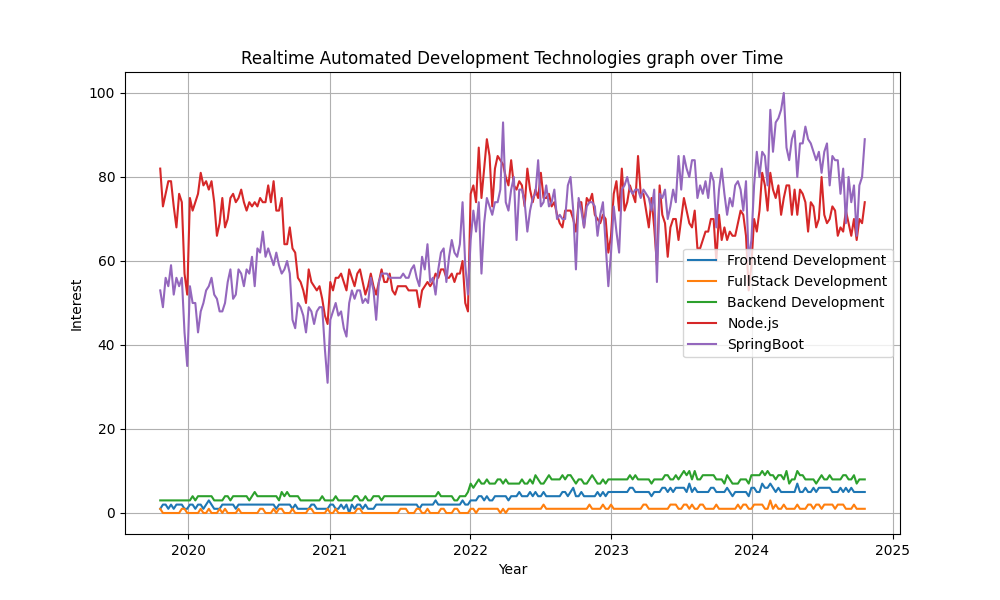 Realtime Automated Development Technologies graph over Time
100
80
60
40
20
0
Interest
Frontend Development
FullStack Development
Backend Development
Node.js
SpringBoot
2020
2021
2022
2023
2024
2025
Year